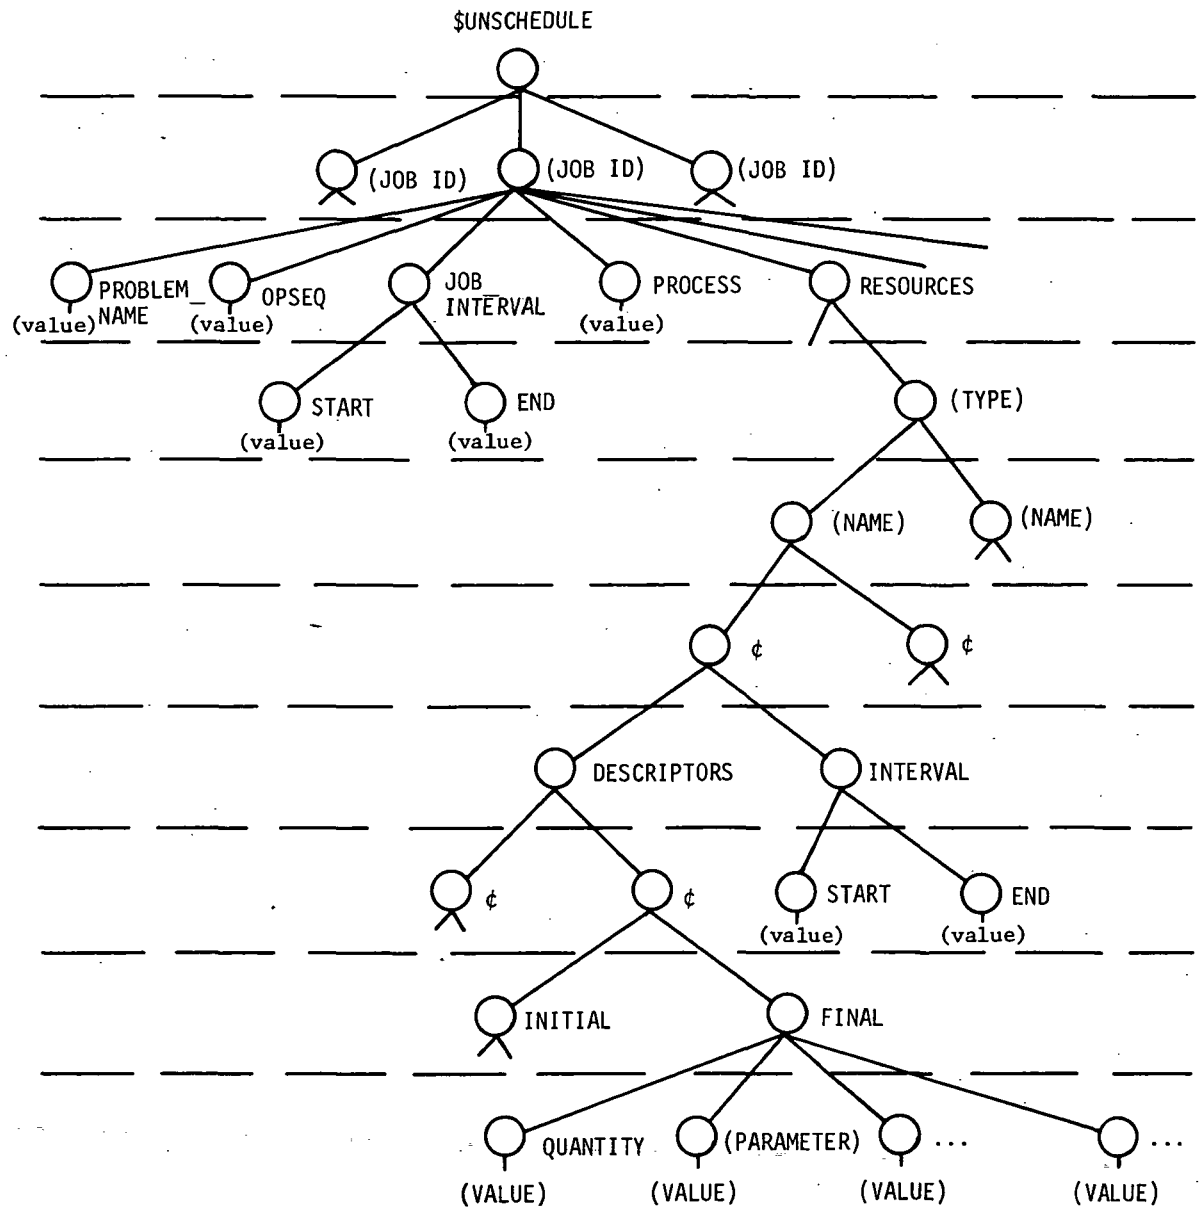 $UNSCHEDULE
(JOB ID) (JOB ID) (JOB ID)
PROBLEM_
NAME
(value)
OPSEQ
(value)
JOB_
INTERVAL
PROCESS
(value)
RESOURCES
START
(value)
END
(value)
(TYPE)
(NAME) (NAME)
¢ ¢
DESCRIPTORS INTERVAL
¢ ¢
START
(value)
END
(value)
INITIAL FINAL
QUANTITY (PARAMETER) ... ...
(VALUE) (VALUE) (VALUE) (VALUE)